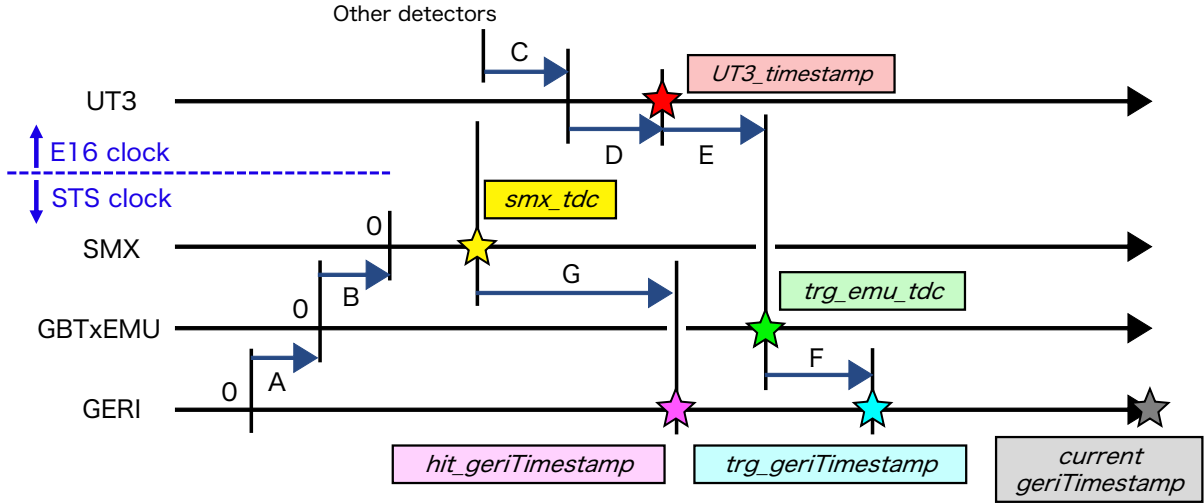 Other detectors
C
UT3_timestamp
UT3
D
E
E16 clock
STS clock
smx_tdc
0
SMX
B
G
trg_emu_tdc
0
GBTxEMU
A
F
0
GERI
hit_geriTimestamp
trg_geriTimestamp
current
geriTimestamp